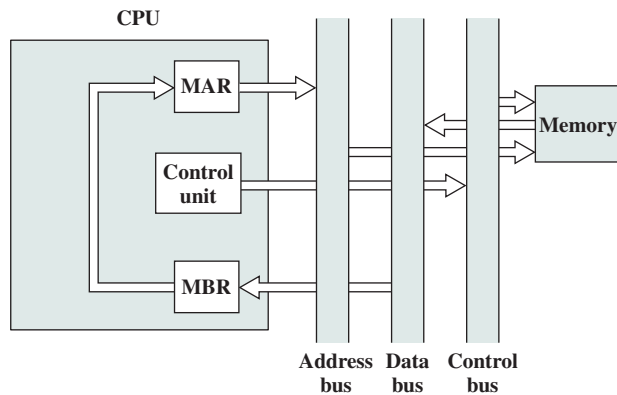 CPU
MAR
Memory
Control
unit
MBR
Address
bus
Data
bus
Control
bus